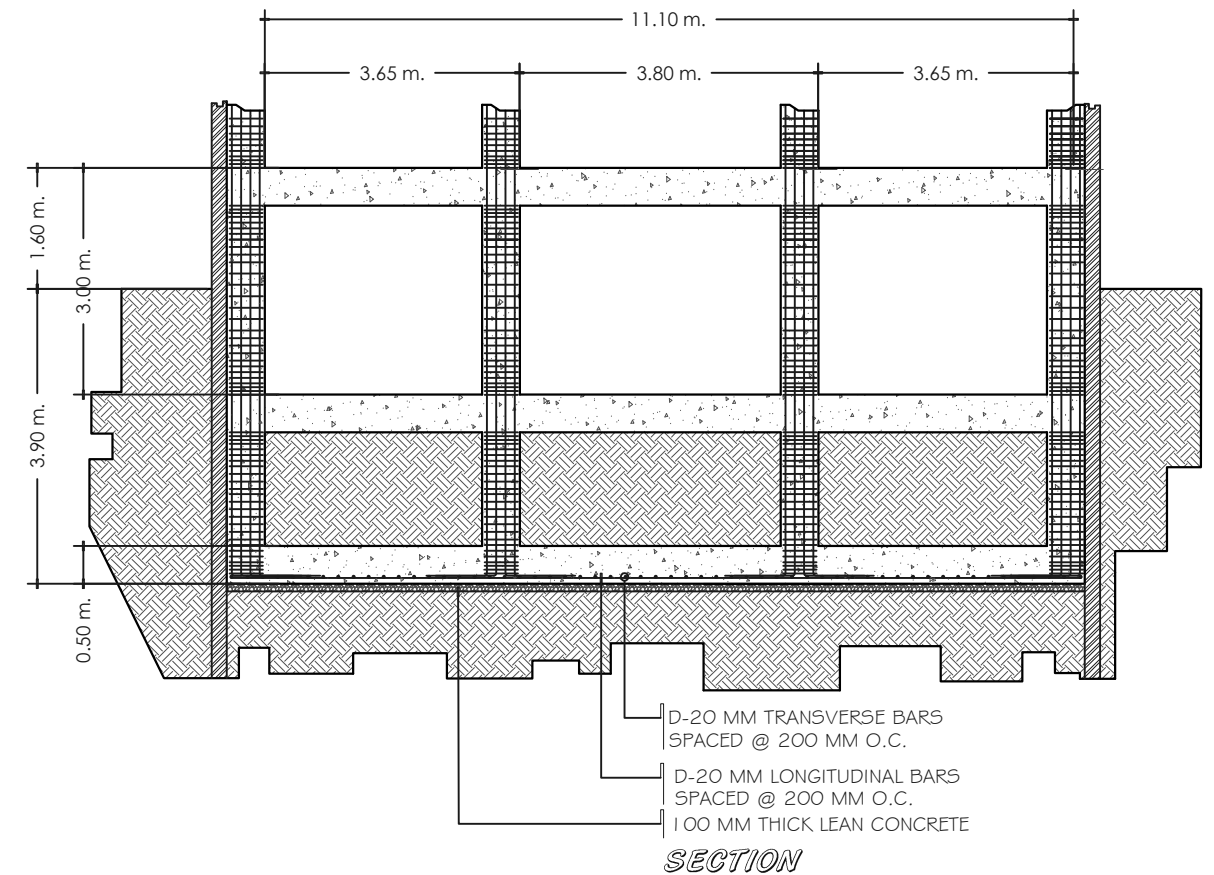 11.10 m.
3.65 m.
3.80 m.
3.65 m.
1.60 m.
3.00 m.
3.90 m.
0.50 m.
D-20 MM TRANSVERSE BARS
SPACED @ 200 MM O.C.
D-20 MM LONGITUDINAL BARS
SPACED @ 200 MM O.C.
100 MM THICK LEAN CONCRETE
SECTION